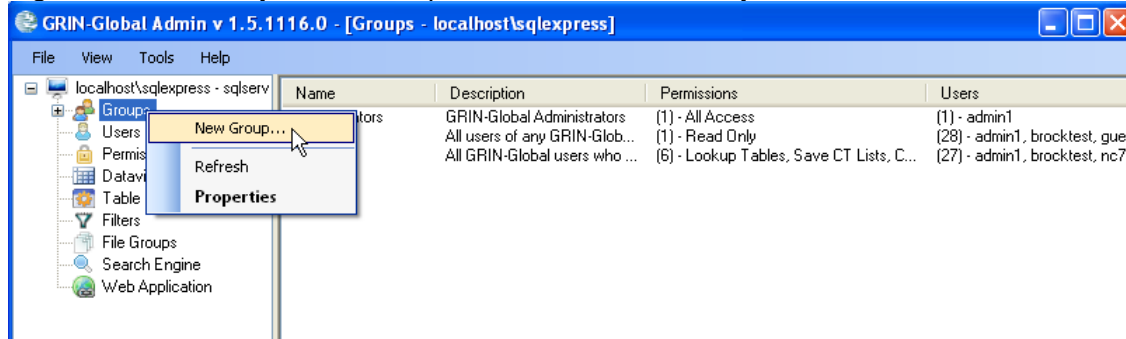 GRIN-Global Admin v 1.5.1116.0 - [Groups - localhost\sqlexpress]
File View Tools Help
localhost\sqlexpress - sqlserv
Groups
Users
Permis
Datavi
Table
Filters
File Groups
Search Engine
Web Application
New Group...
Refresh
Properties
Name Description Permissions Users
tors GRIN-Global Administrators (1) - All Access (1) - admin1
All users of any GRIN-Glob... (1) - Read Only (28) - admin1, brocktest, gue
All GRIN-Global users who ... (6) - Lookup Tables, Save CT Lists, C... (27) - admin1, brocktest, nc7